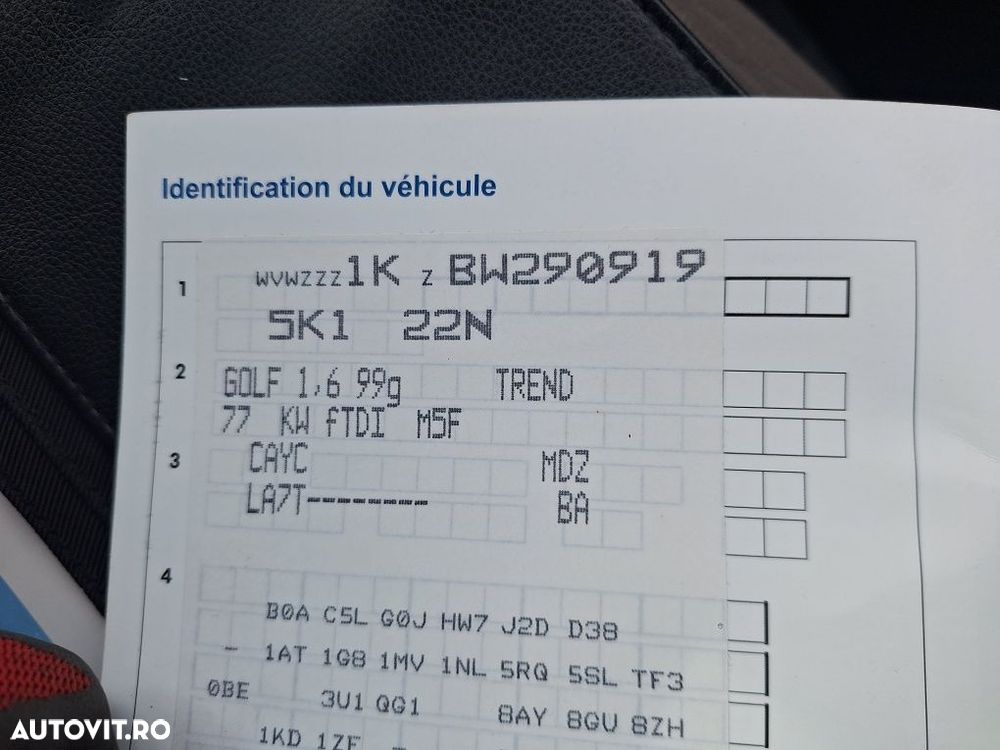 Identification du véhicule
1 WVWZZZ1K Z BW290919
5K1 22N
2 GOLF 1,6 99g TREND
77 KW fTDI M5F
3 CAYC MDZ
LA7T-------- BA
4
B0A C5L G0J HW7 J2D D38
- 1AT 1G8 1MV 1NL 5RQ 5SL TF3
0BE 3U1 QG1 8AY 8GU 8ZH
1KD 1ZF -
AUTOVIT.RO